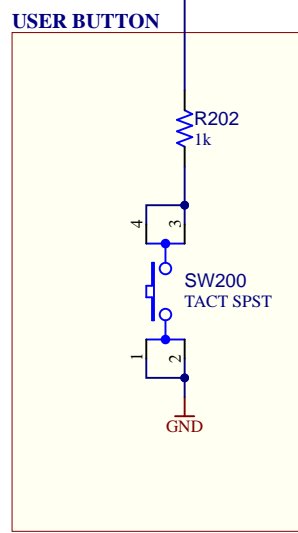 USER BUTTON
R202
1k
4
3
SW200
TACT SPST
1
2
GND